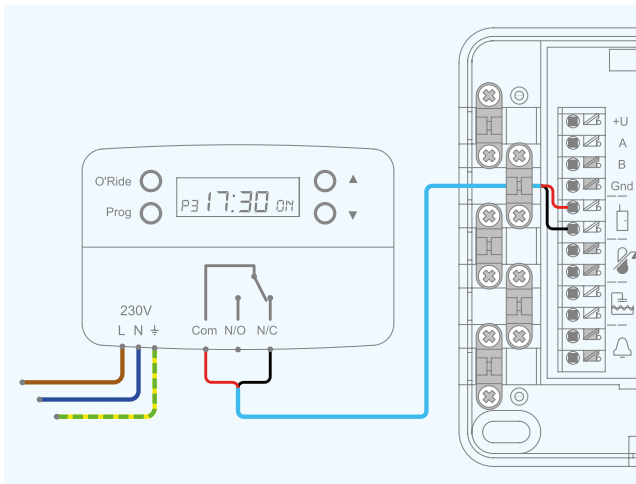 O'Ride
Prog
P3 17:30 ON
▲
▼
230V
L N ⏚
Com N/O N/C
+U
A
B
Gnd